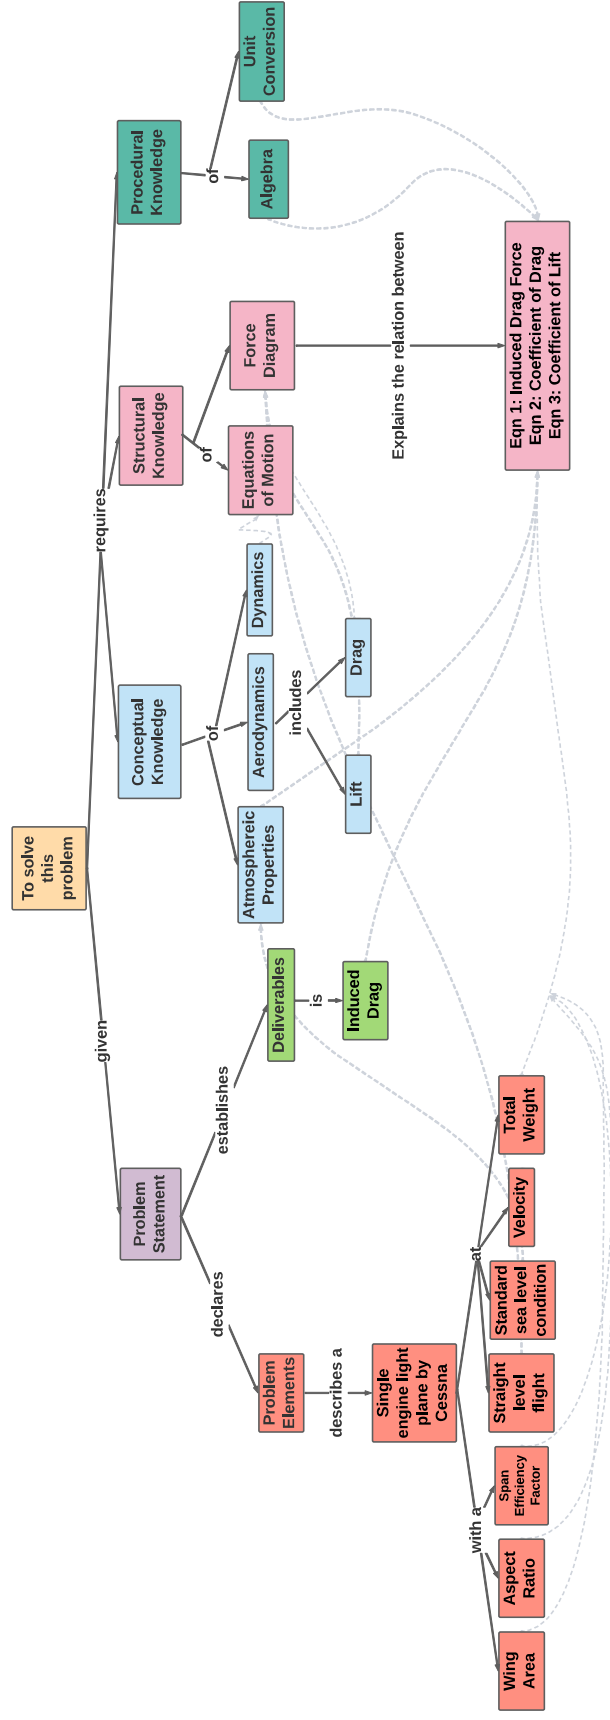 To solve
this
problem
given
requires
Problem
Statement
Conceptual
Knowledge
Structural
Knowledge
Procedural
Knowledge
declares
establishes
of
of
of
Problem
Elements
Deliverables
Atmosphereic
Properties
Aerodynamics
Dynamics
Equations
of Motion
Force
Diagram
Algebra
Unit
Conversion
describes a
is
includes
Explains the relation between
Single
engine light
plane by
Cessna
Induced
Drag
Lift
Drag
with a
at
Wing
Area
Aspect
Ratio
Span
Efficiency
Factor
Straight
level
flight
Standard
sea level
condition
Velocity
Total
Weight
Eqn 1: Induced Drag Force
Eqn 2: Coefficient of Drag
Eqn 3: Coefficient of Lift